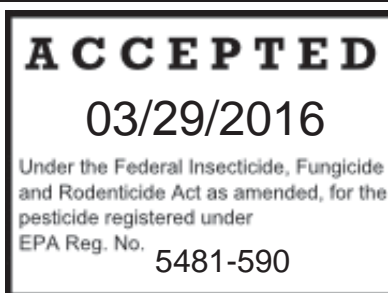 ACCEPTED
03/29/2016
Under the Federal Insecticide, Fungicide
and Rodenticide Act as amended, for the
pesticide registered under
EPA Reg. No. 5481-590